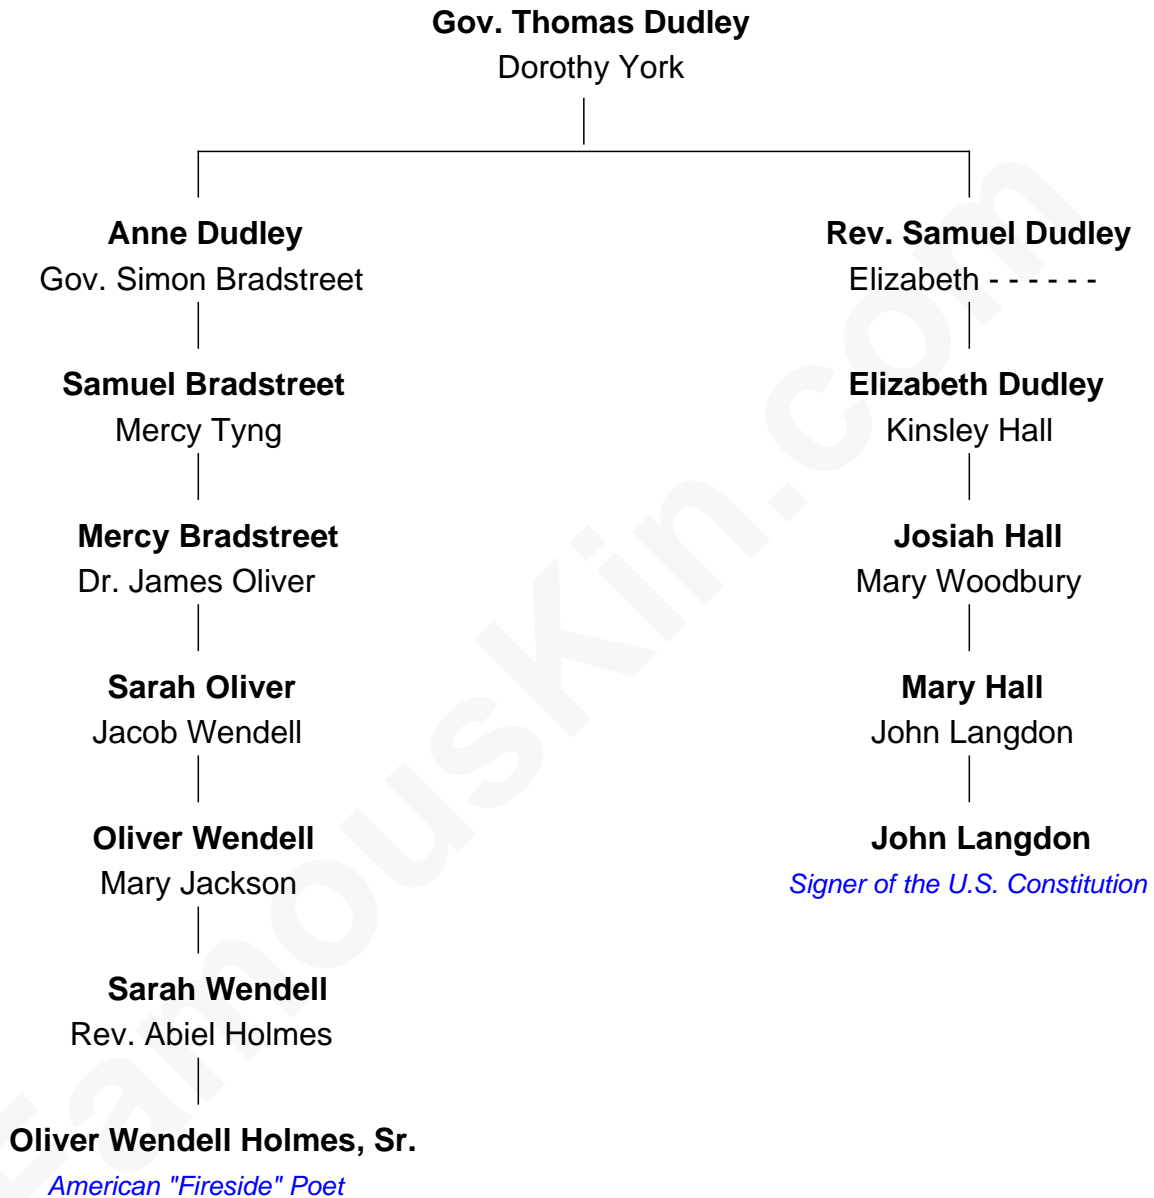 Gov. Thomas Dudley
Dorothy York
Anne Dudley
Gov. Simon Bradstreet
Samuel Bradstreet
Mercy Tyng
Mercy Bradstreet
Dr. James Oliver
Sarah Oliver
Jacob Wendell
Oliver Wendell
Mary Jackson
Sarah Wendell
Rev. Abiel Holmes
Oliver Wendell Holmes, Sr.
American "Fireside" Poet
Rev. Samuel Dudley
Elizabeth - - - - - -
Elizabeth Dudley
Kinsley Hall
Josiah Hall
Mary Woodbury
Mary Hall
John Langdon
John Langdon
Signer of the U.S. Constitution
FamousKin.com